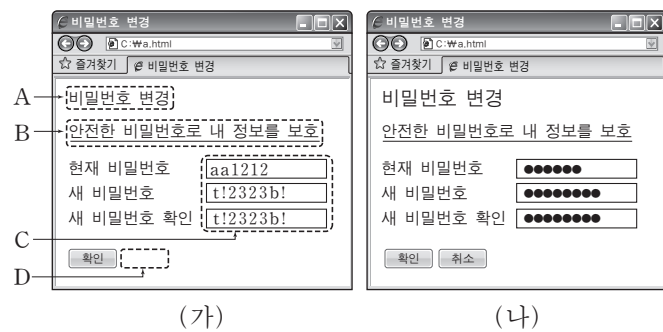 비밀번호 변경
C:₩a.html
즐겨찾기 비밀번호 변경
A
비밀번호 변경
B
안전한 비밀번호로 내 정보를 보호
현재 비밀번호 aa1212
새 비밀번호 t!2323b!
새 비밀번호 확인 t!2323b!
C
확인
D
(가)
비밀번호 변경
C:₩a.html
즐겨찾기 비밀번호 변경
비밀번호 변경
안전한 비밀번호로 내 정보를 보호
현재 비밀번호 ●●●●●●
새 비밀번호 ●●●●●●●●
새 비밀번호 확인 ●●●●●●●●
확인 취소
(나)